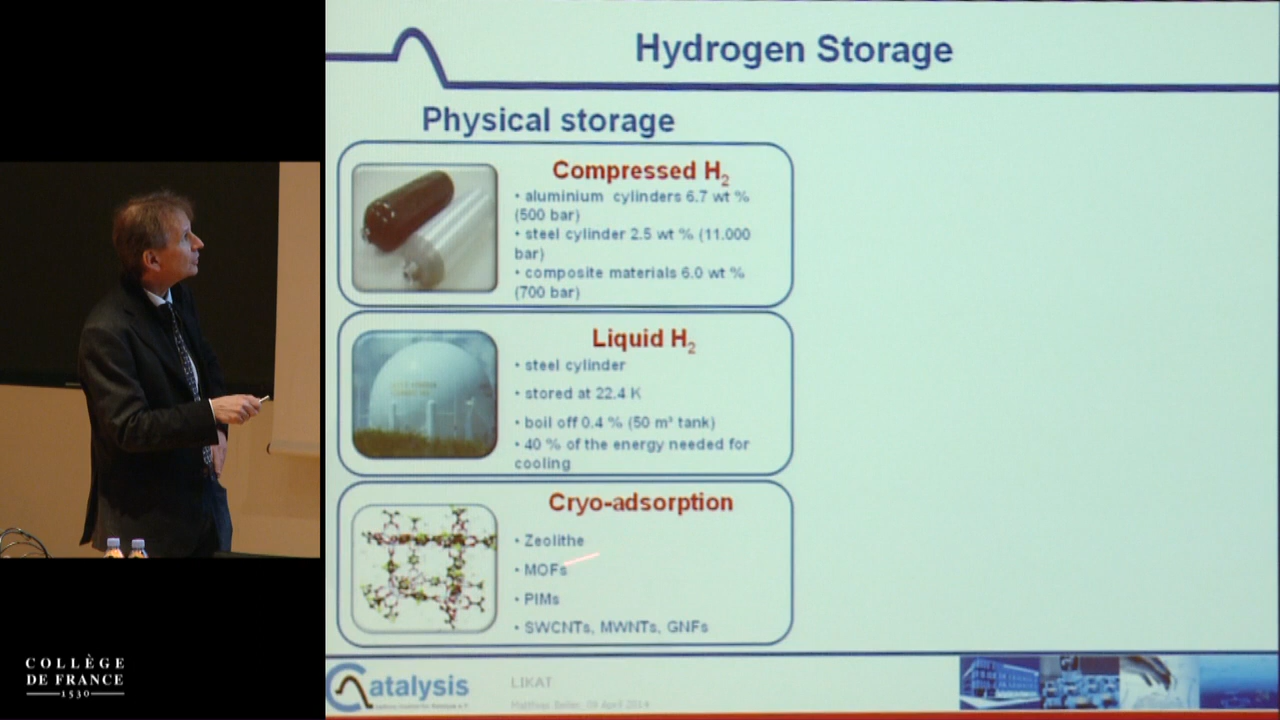 Hydrogen Storage
Physical storage
Compressed H₂
• aluminium cylinders 6.7 wt %
(500 bar)
• steel cylinder 2.5 wt % (11.000
bar)
• composite materials 6.0 wt %
(700 bar)
Liquid H₂
• steel cylinder
• stored at 22.4 K
• boil off 0.4 % (50 m³ tank)
• 40 % of the energy needed for
cooling
Cryo-adsorption
• Zeolithe
• MOFs
• PIMs
• SWCNTs, MWNTs, GNFs
Catalysis
LIKAT
COLLÈGE
DE FRANCE
1530